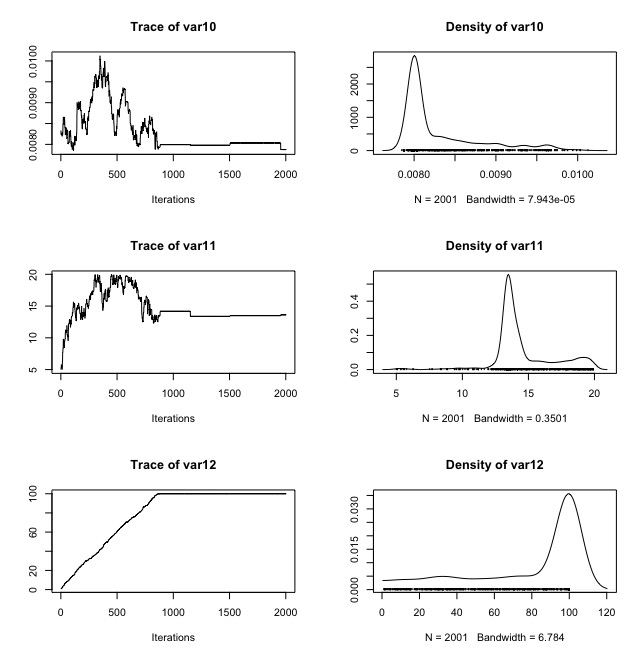 Trace of var10
Density of var10
0.0080 0.0090 0.0100
0 500 1000 1500 2000
Iterations
0 1000 2000
0.0080 0.0090 0.0100
N = 2001 Bandwidth = 7.943e-05
Trace of var11
Density of var11
5 10 15 20
0 500 1000 1500 2000
Iterations
0.0 0.2 0.4
5 10 15 20
N = 2001 Bandwidth = 0.3501
Trace of var12
Density of var12
0 20 60 100
0 500 1000 1500 2000
Iterations
0.000 0.015 0.030
0 20 40 60 80 100 120
N = 2001 Bandwidth = 6.784